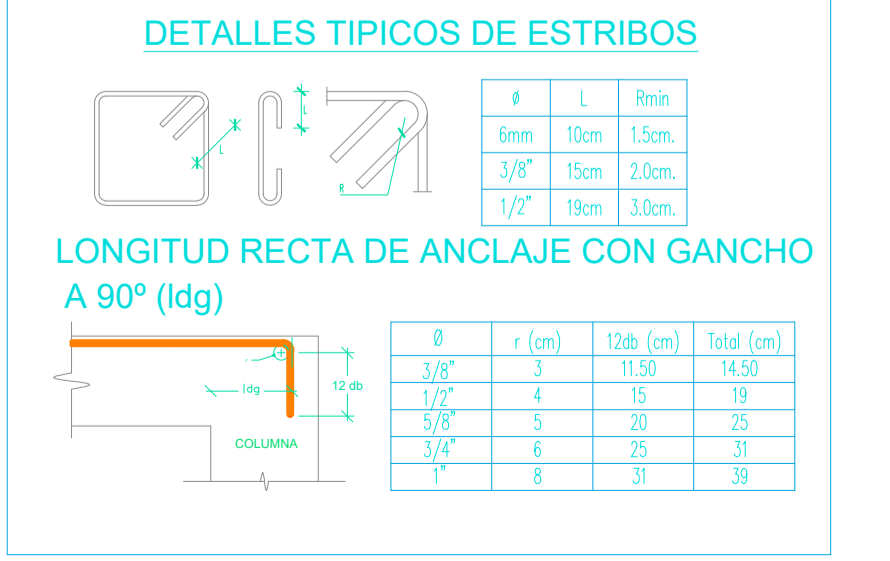 DETALLES TIPICOS DE ESTRIBOS
L
L
R
Ø L Rmin
6mm 10cm 1.5cm.
3/8" 15cm 2.0cm.
1/2" 19cm 3.0cm.
LONGITUD RECTA DE ANCLAJE CON GANCHO
A 90º (ldg)
r
ldg
12 db
COLUMNA
Ø r (cm) 12db (cm) Total (cm)
3/8" 3 11.50 14.50
1/2" 4 15 19
5/8" 5 20 25
3/4" 6 25 31
1" 8 31 39